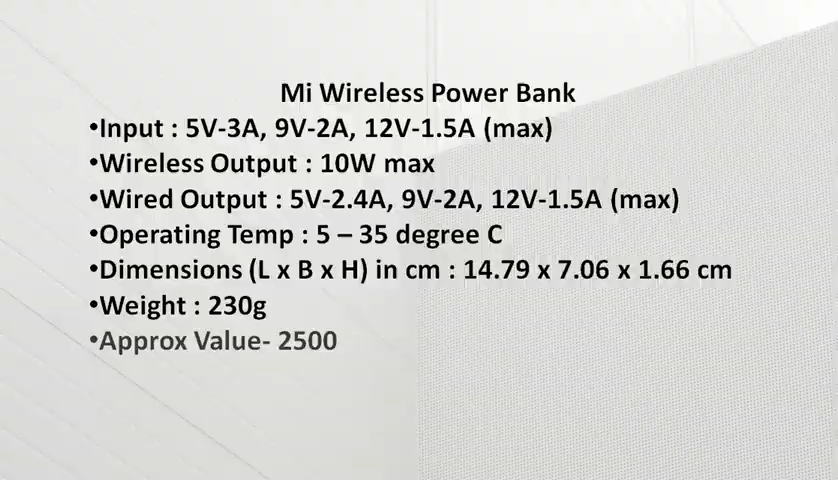 Mi Wireless Power Bank
•Input : 5V-3A, 9V-2A, 12V-1.5A (max)
•Wireless Output : 10W max
•Wired Output : 5V-2.4A, 9V-2A, 12V-1.5A (max)
•Operating Temp : 5 – 35 degree C
•Dimensions (L x B x H) in cm : 14.79 x 7.06 x 1.66 cm
•Weight : 230g
•Approx Value- 2500